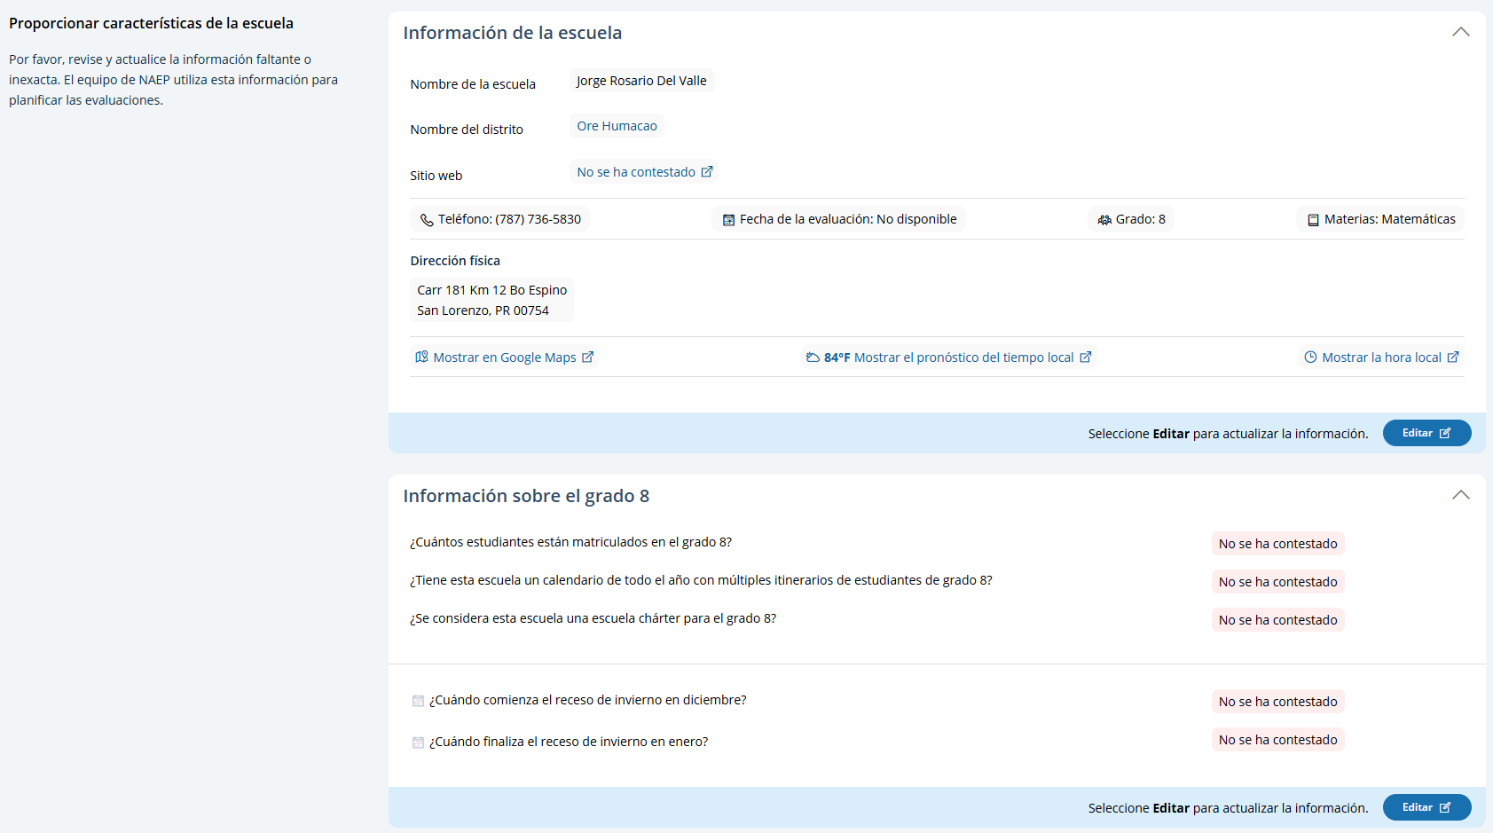 Proporcionar características de la escuela
Por favor, revise y actualice la información faltante o
inexacta. El equipo de NAEP utiliza esta información para
planificar las evaluaciones.
Información de la escuela
Nombre de la escuela Jorge Rosario Del Valle
Nombre del distrito Ore Humacao
Sitio web No se ha contestado
Teléfono: (787) 736-5830 Fecha de la evaluación: No disponible Grado: 8 Materias: Matemáticas
Dirección física
Carr 181 Km 12 Bo Espino
San Lorenzo, PR 00754
Mostrar en Google Maps 84°F Mostrar el pronóstico del tiempo local Mostrar la hora local
Seleccione Editar para actualizar la información. Editar
Información sobre el grado 8
¿Cuántos estudiantes están matriculados en el grado 8? No se ha contestado
¿Tiene esta escuela un calendario de todo el año con múltiples itinerarios de estudiantes de grado 8? No se ha contestado
¿Se considera esta escuela una escuela chárter para el grado 8? No se ha contestado
¿Cuándo comienza el receso de invierno en diciembre? No se ha contestado
¿Cuándo finaliza el receso de invierno en enero? No se ha contestado
Seleccione Editar para actualizar la información. Editar